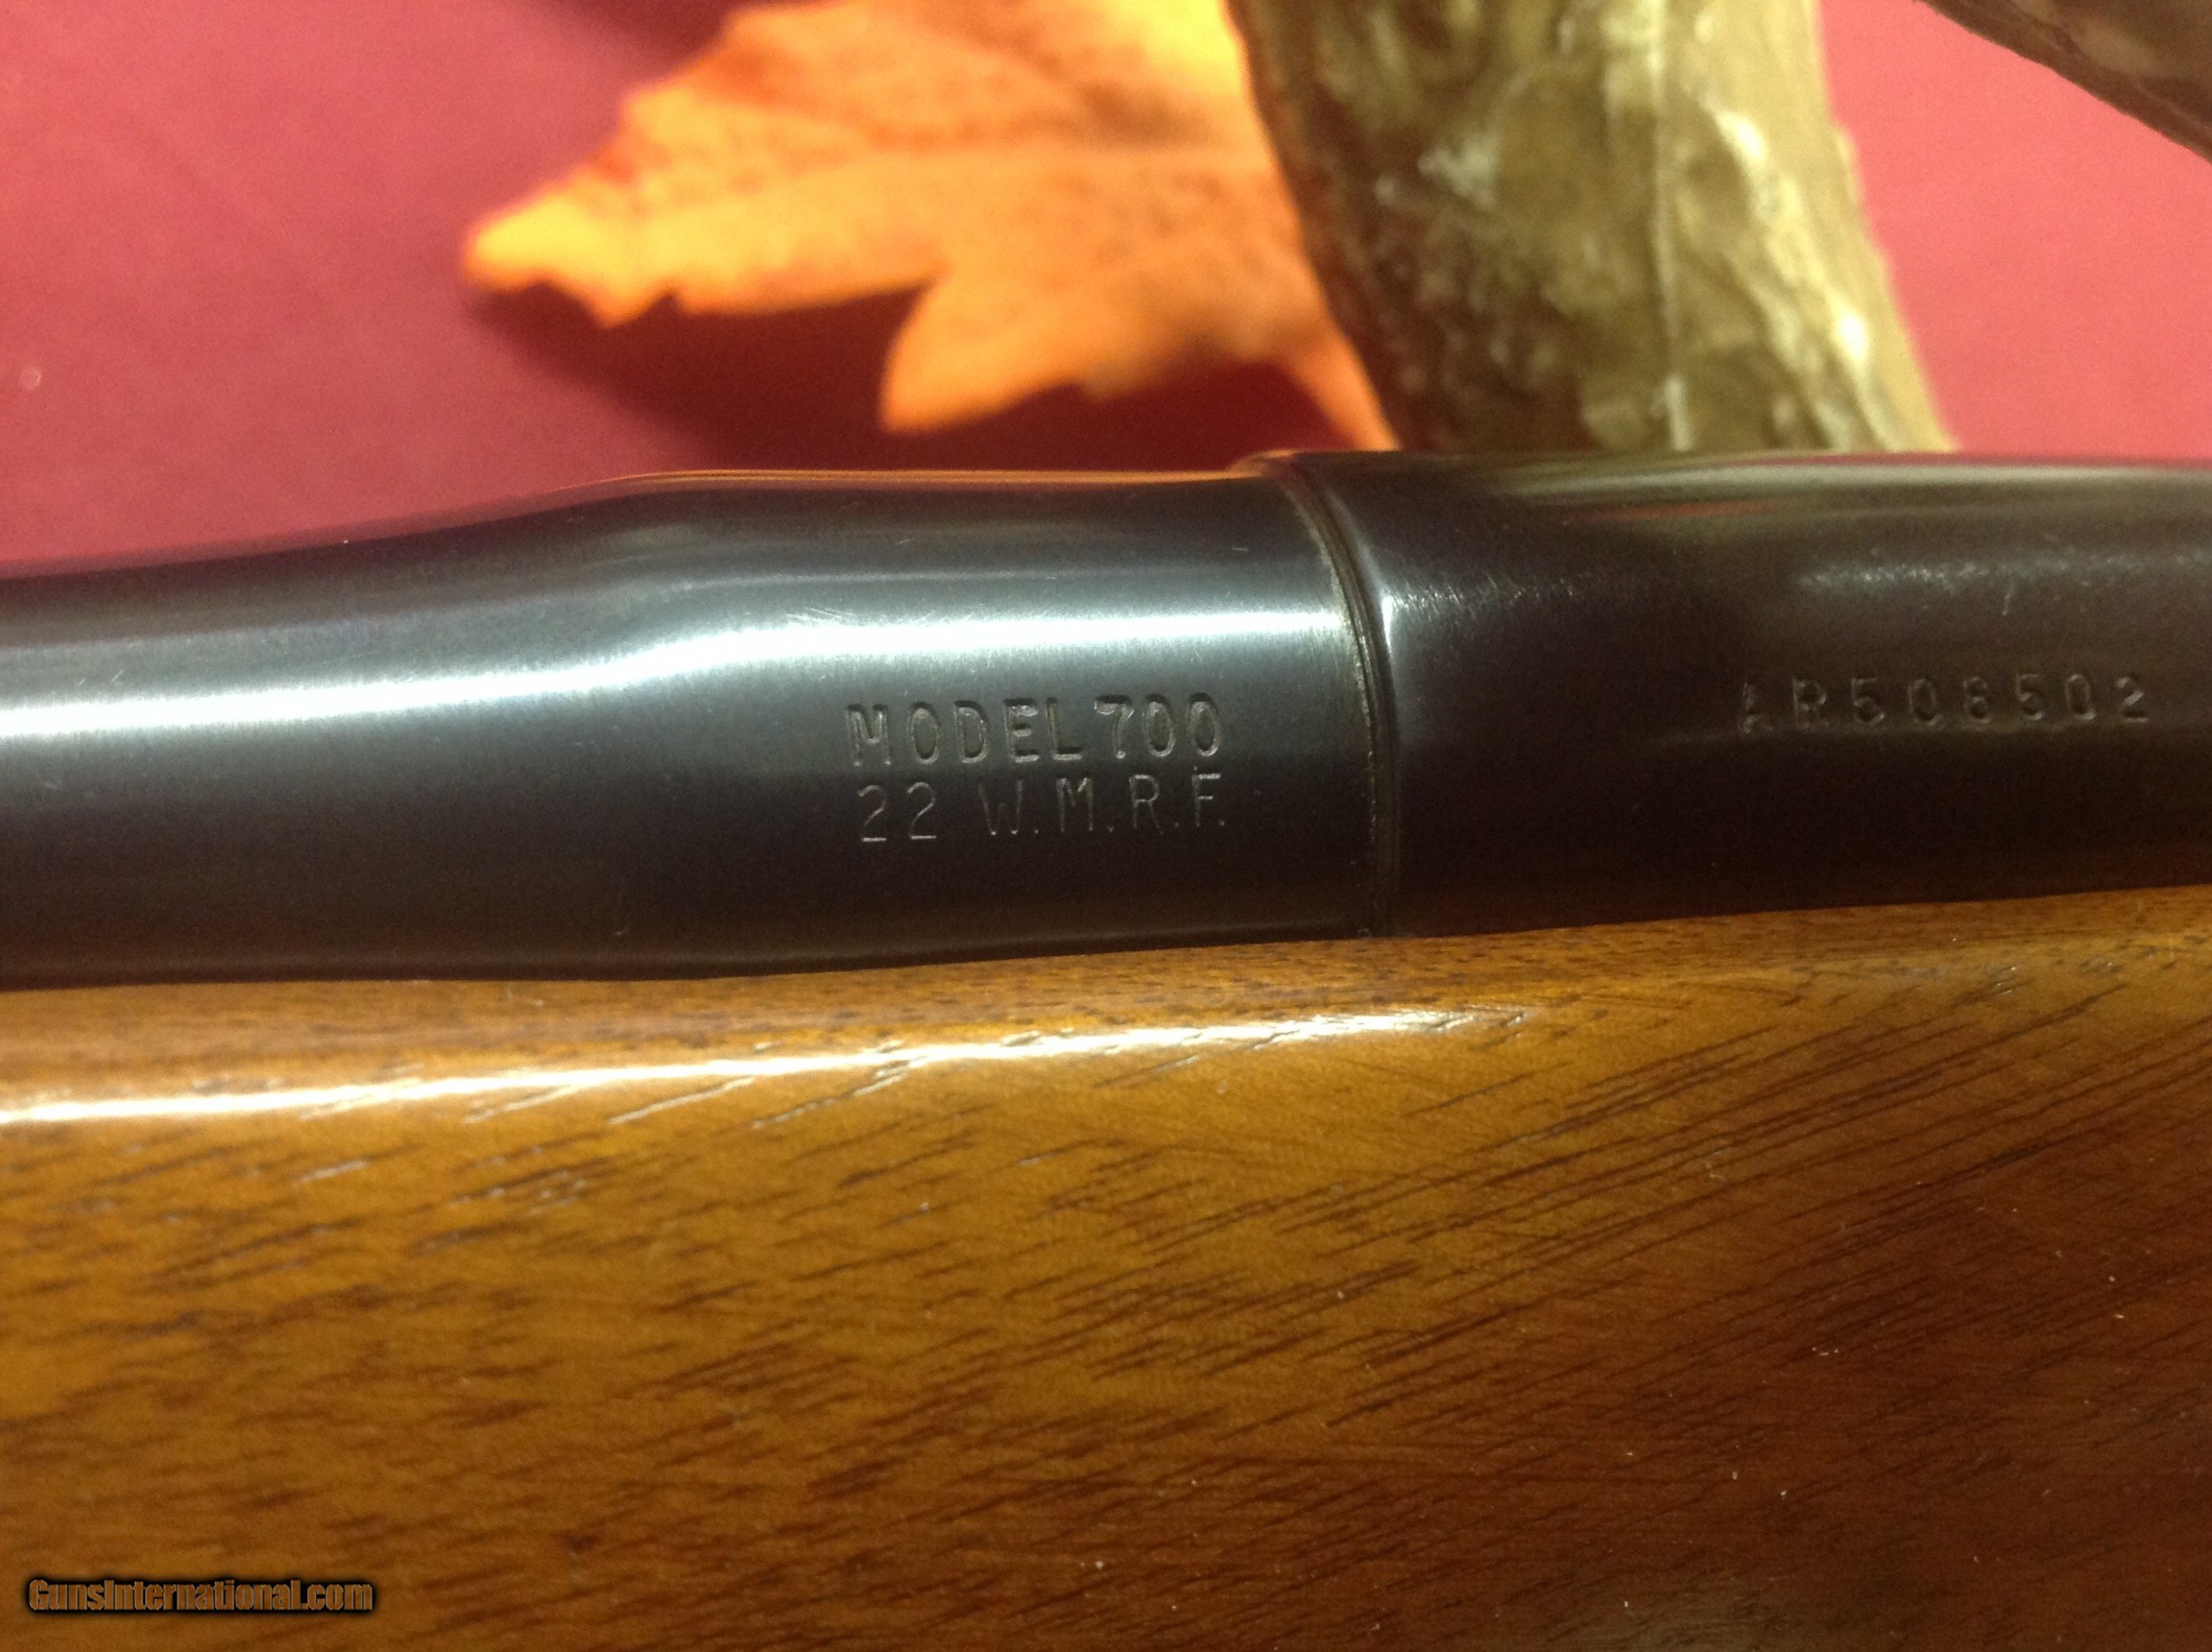 MODEL 700
22 W.M.R.F.
AR508502
GunsInternational.com